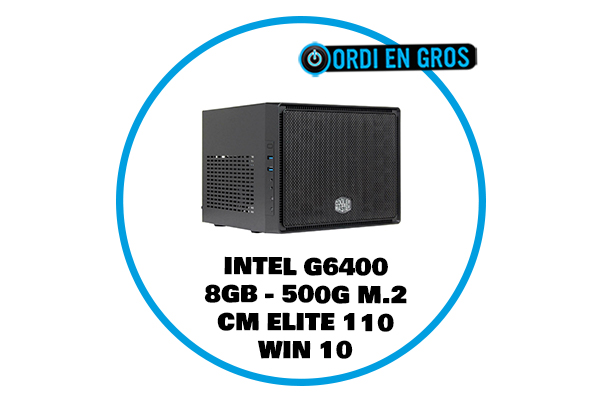 ORDI EN GROS
INTEL G6400
8GB - 500G M.2
CM ELITE 110
WIN 10